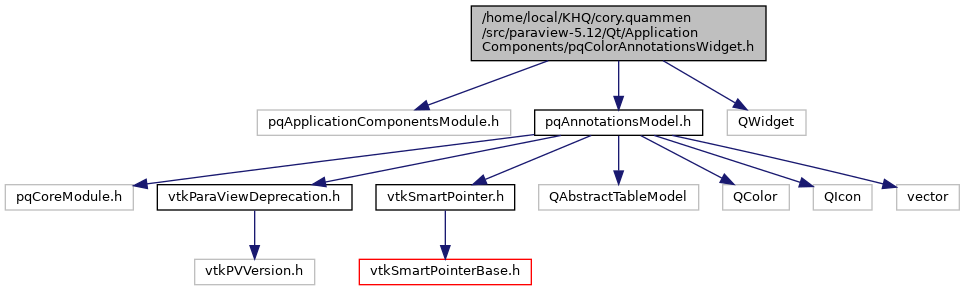 /home/local/KHQ/cory.quammen
/src/paraview-5.12/Qt/Application
Components/pqColorAnnotationsWidget.h
pqApplicationComponentsModule.h
pqAnnotationsModel.h
QWidget
pqCoreModule.h
vtkParaViewDeprecation.h
vtkSmartPointer.h
QAbstractTableModel
QColor
QIcon
vector
vtkPVVersion.h
vtkSmartPointerBase.h